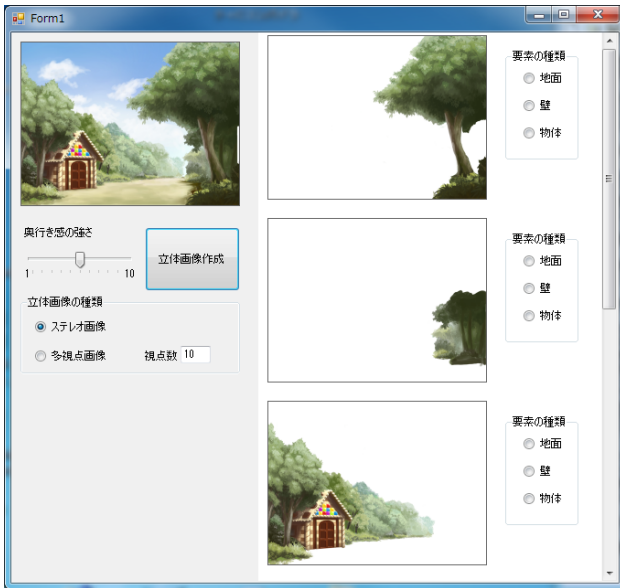 Form1
奥行き感の強さ
1
10
立体画像作成
立体画像の種類
ステレオ画像
多視点画像
視点数
10
要素の種類
地面
壁
物体
要素の種類
地面
壁
物体
要素の種類
地面
壁
物体